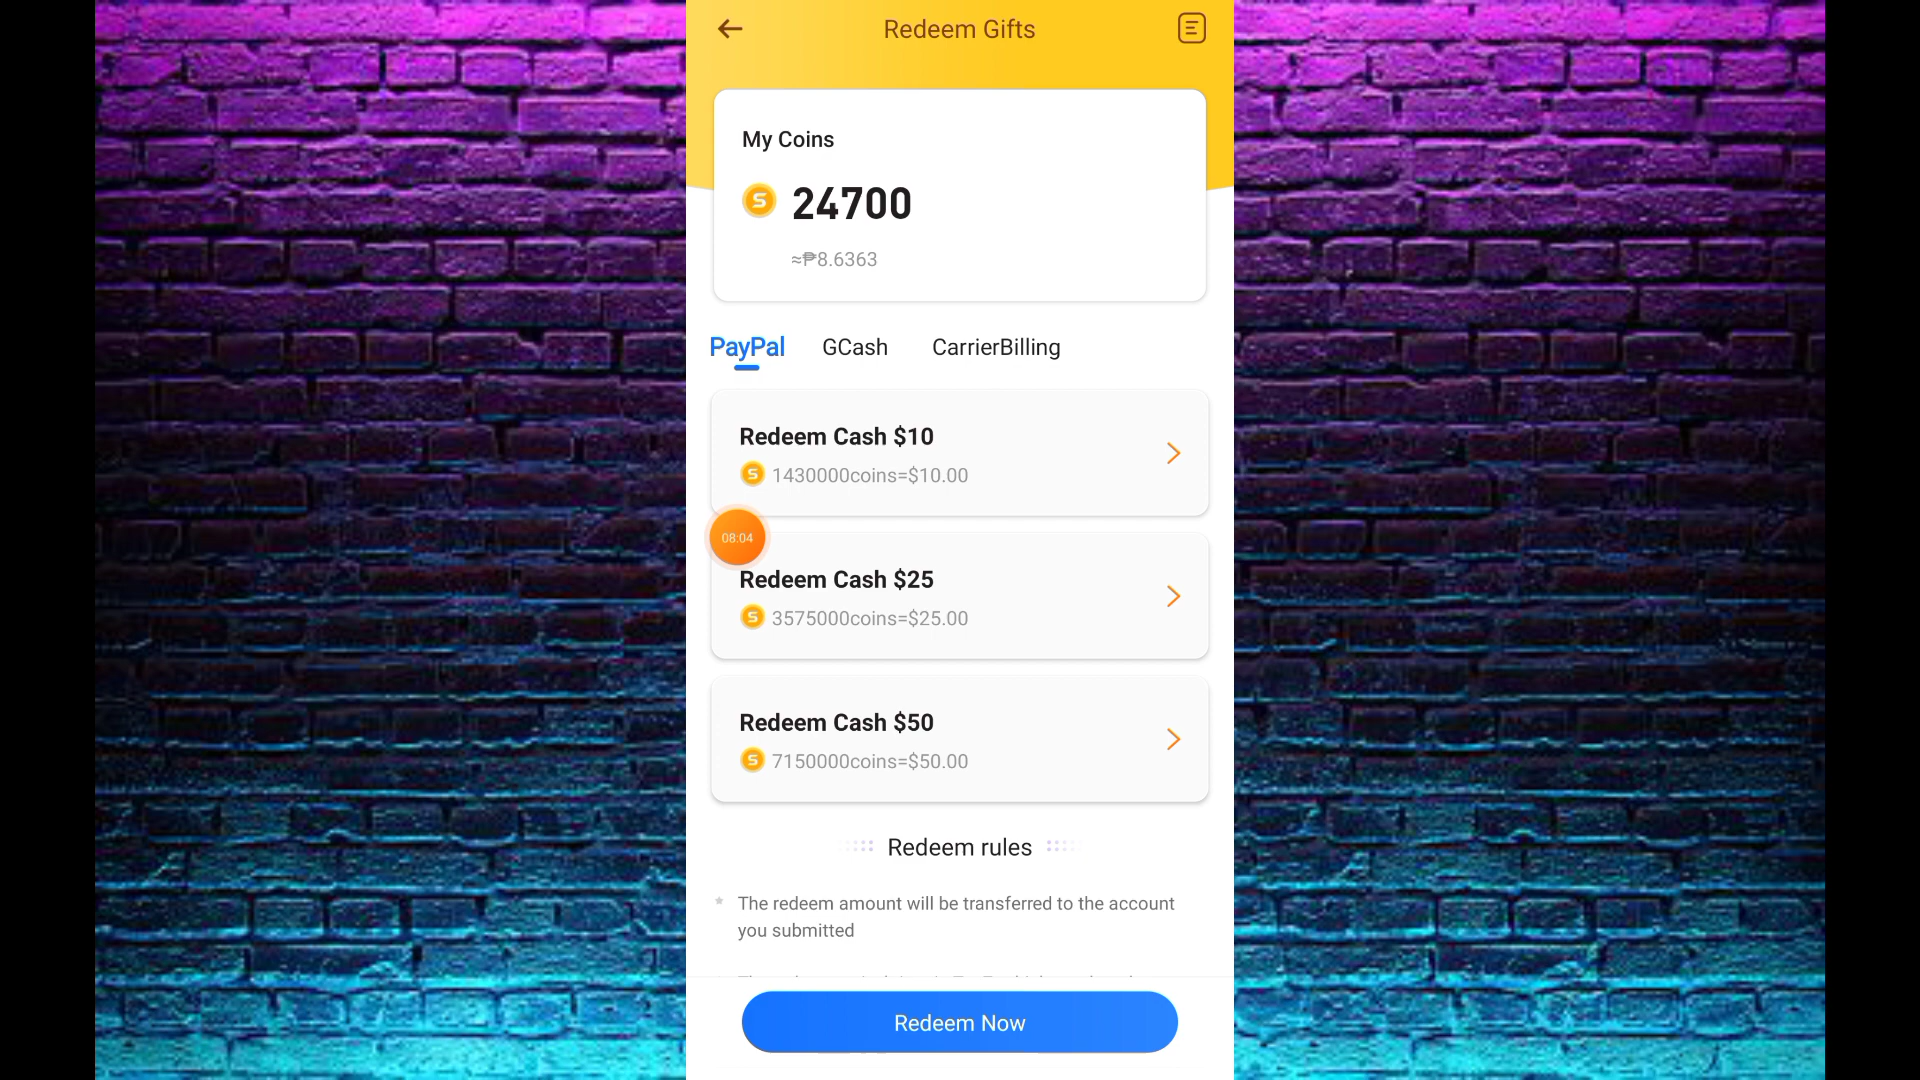 Redeem Gifts
My Coins
24700
≈₱8.6363
PayPal GCash CarrierBilling
Redeem Cash $10
1430000coins=$10.00
08:04
Redeem Cash $25
3575000coins=$25.00
Redeem Cash $50
7150000coins=$50.00
Redeem rules
* The redeem amount will be transferred to the account
you submitted
Redeem Now